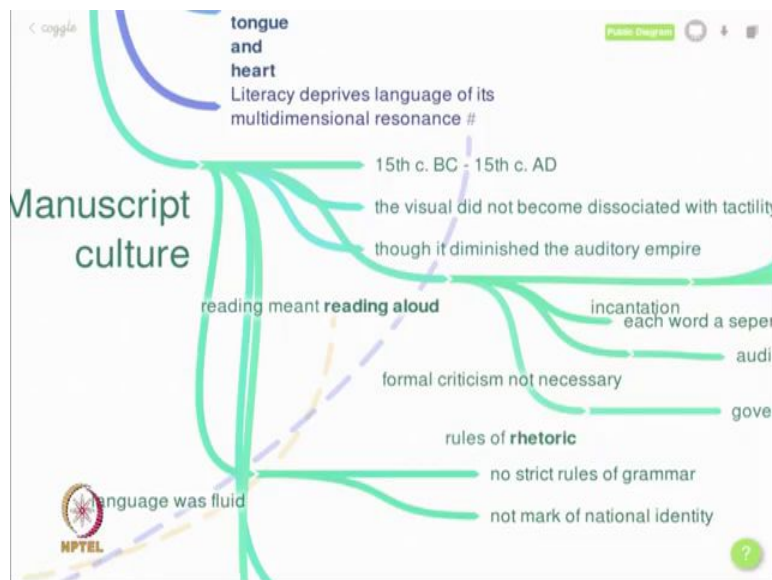 coggle
Public Diagram
tongue
and
heart
Literacy deprives language of its
multidimensional resonance #
15th c. BC - 15th c. AD
Manuscript
culture
the visual did not become dissociated with tactility
though it diminished the auditory empire
reading meant reading aloud
incantation
each word a seper
audi
formal criticism not necessary
gove
rules of rhetoric
no strict rules of grammar
language was fluid
not mark of national identity
NPTEL
?